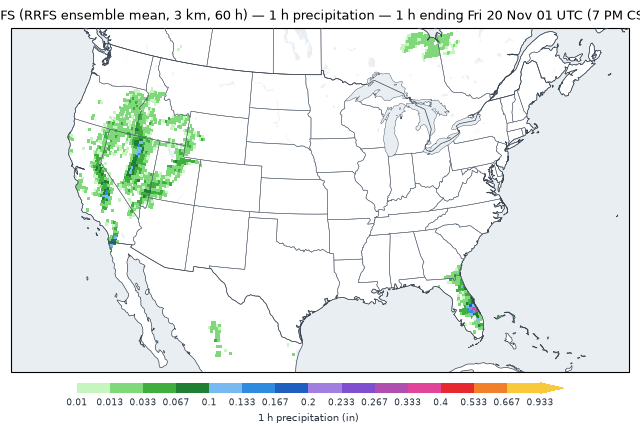 FS (RRFS ensemble mean, 3 km, 60 h) — 1 h precipitation — 1 h ending Fri 20 Nov 01 UTC (7 PM CS
0.01 0.013 0.033 0.067 0.1 0.133 0.167 0.2 0.233 0.267 0.333 0.4 0.533 0.667 0.933
1 h precipitation (in)